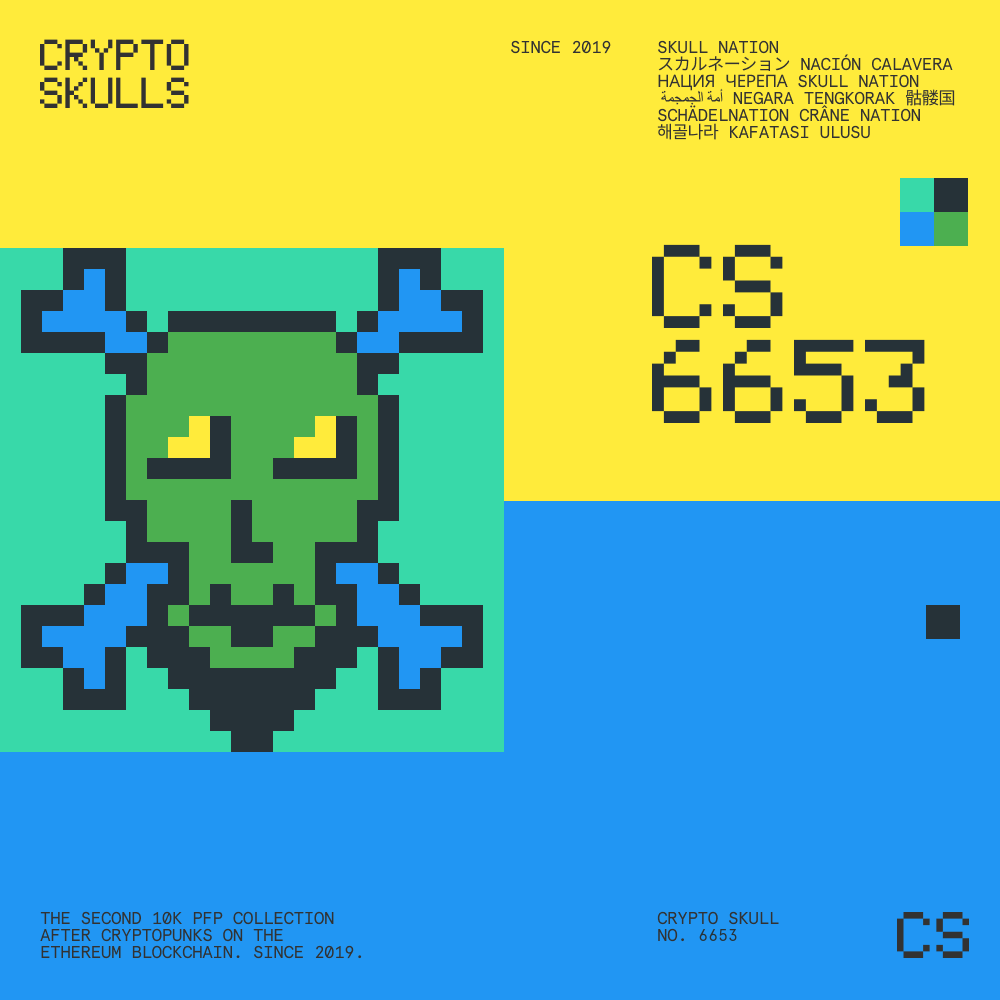 CRYPTO
SKULLS
SINCE 2019
SKULL NATION
スカルネーション NACIÓN CALAVERA
НАЦИЯ ЧЕРЕПА SKULL NATION
أمة الجمجمة NEGARA TENGKORAK 骷髅国
SCHÄDELNATION CRÂNE NATION
해골나라 KAFATASI ULUSU
CS
6653
THE SECOND 10K PFP COLLECTION
AFTER CRYPTOPUNKS ON THE
ETHEREUM BLOCKCHAIN. SINCE 2019.
CRYPTO SKULL
NO. 6653
CS